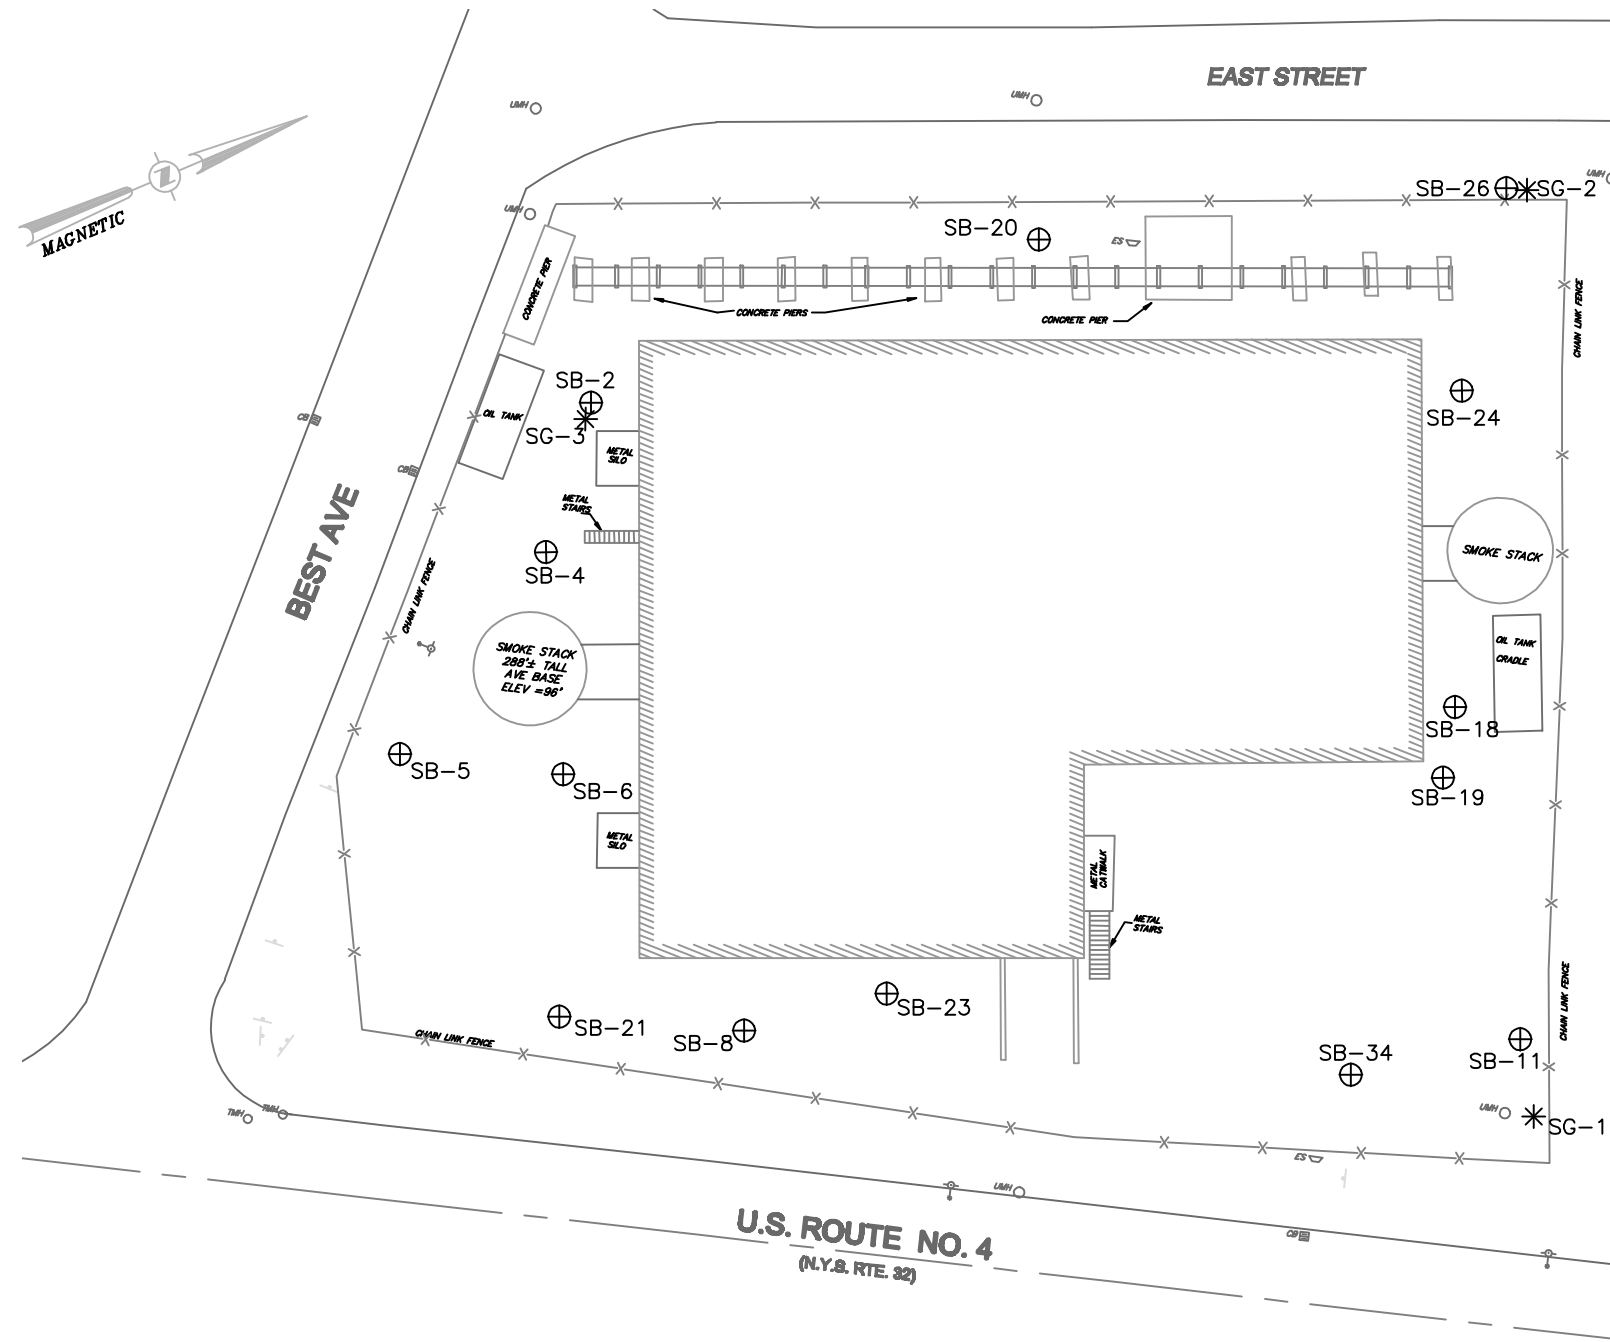 EAST STREET
UMH
UMH
UMH
UMH
SB-26
SG-2
MAGNETIC
SB-20
ES
CONCRETE PIER
CONCRETE PIERS
CONCRETE PIER
CHAIN LINK FENCE
SB-2
OIL TANK
SG-3
METAL
SILO
CB
CB
SB-24
METAL
STAIRS
BEST AVE
SB-4
CHAIN LINK FENCE
SMOKE STACK
SMOKE STACK
288'± TALL
AVE BASE
ELEV =96'
OIL TANK
CRADLE
SB-18
SB-5
SB-6
SB-19
METAL
SILO
METAL
CATWALK
METAL
STAIRS
SB-23
SB-21
SB-8
CHAIN LINK FENCE
CHAIN LINK FENCE
SB-34
SB-11
UMH
SG-1
TMH
TMH
ES
UMH
CB
U.S. ROUTE NO. 4
(N.Y.S. RTE. 32)